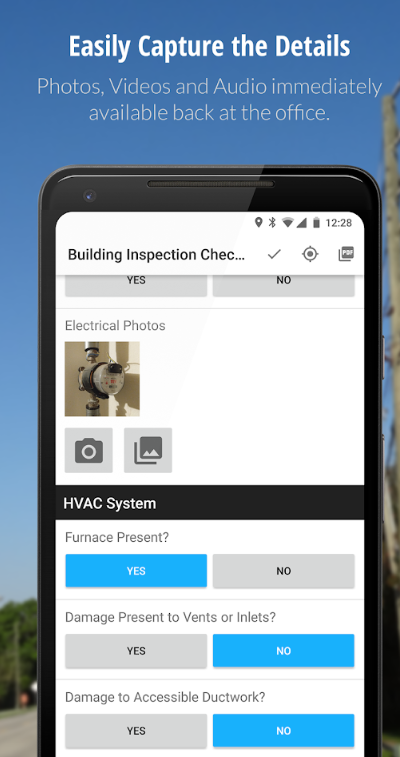 Easily Capture the Details
Photos, Videos and Audio immediately
available back at the office.
12:28
Building Inspection Chec...
PDF
YES NO
Electrical Photos
HVAC System
Furnace Present?
YES NO
Damage Present to Vents or Inlets?
YES NO
Damage to Accessible Ductwork?
YES NO